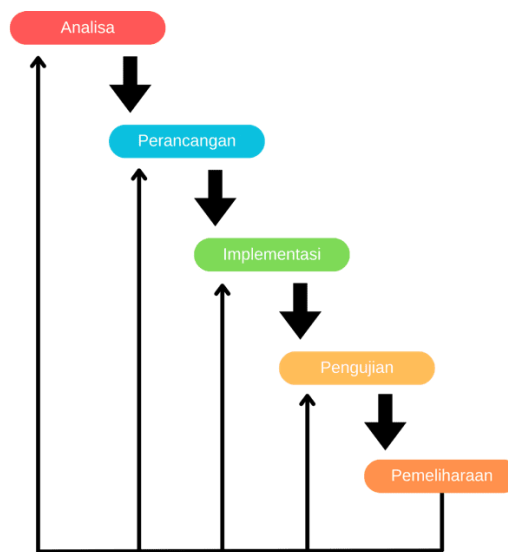 Analisa
Perancangan
Implementasi
Pengujian
Pemeliharaan